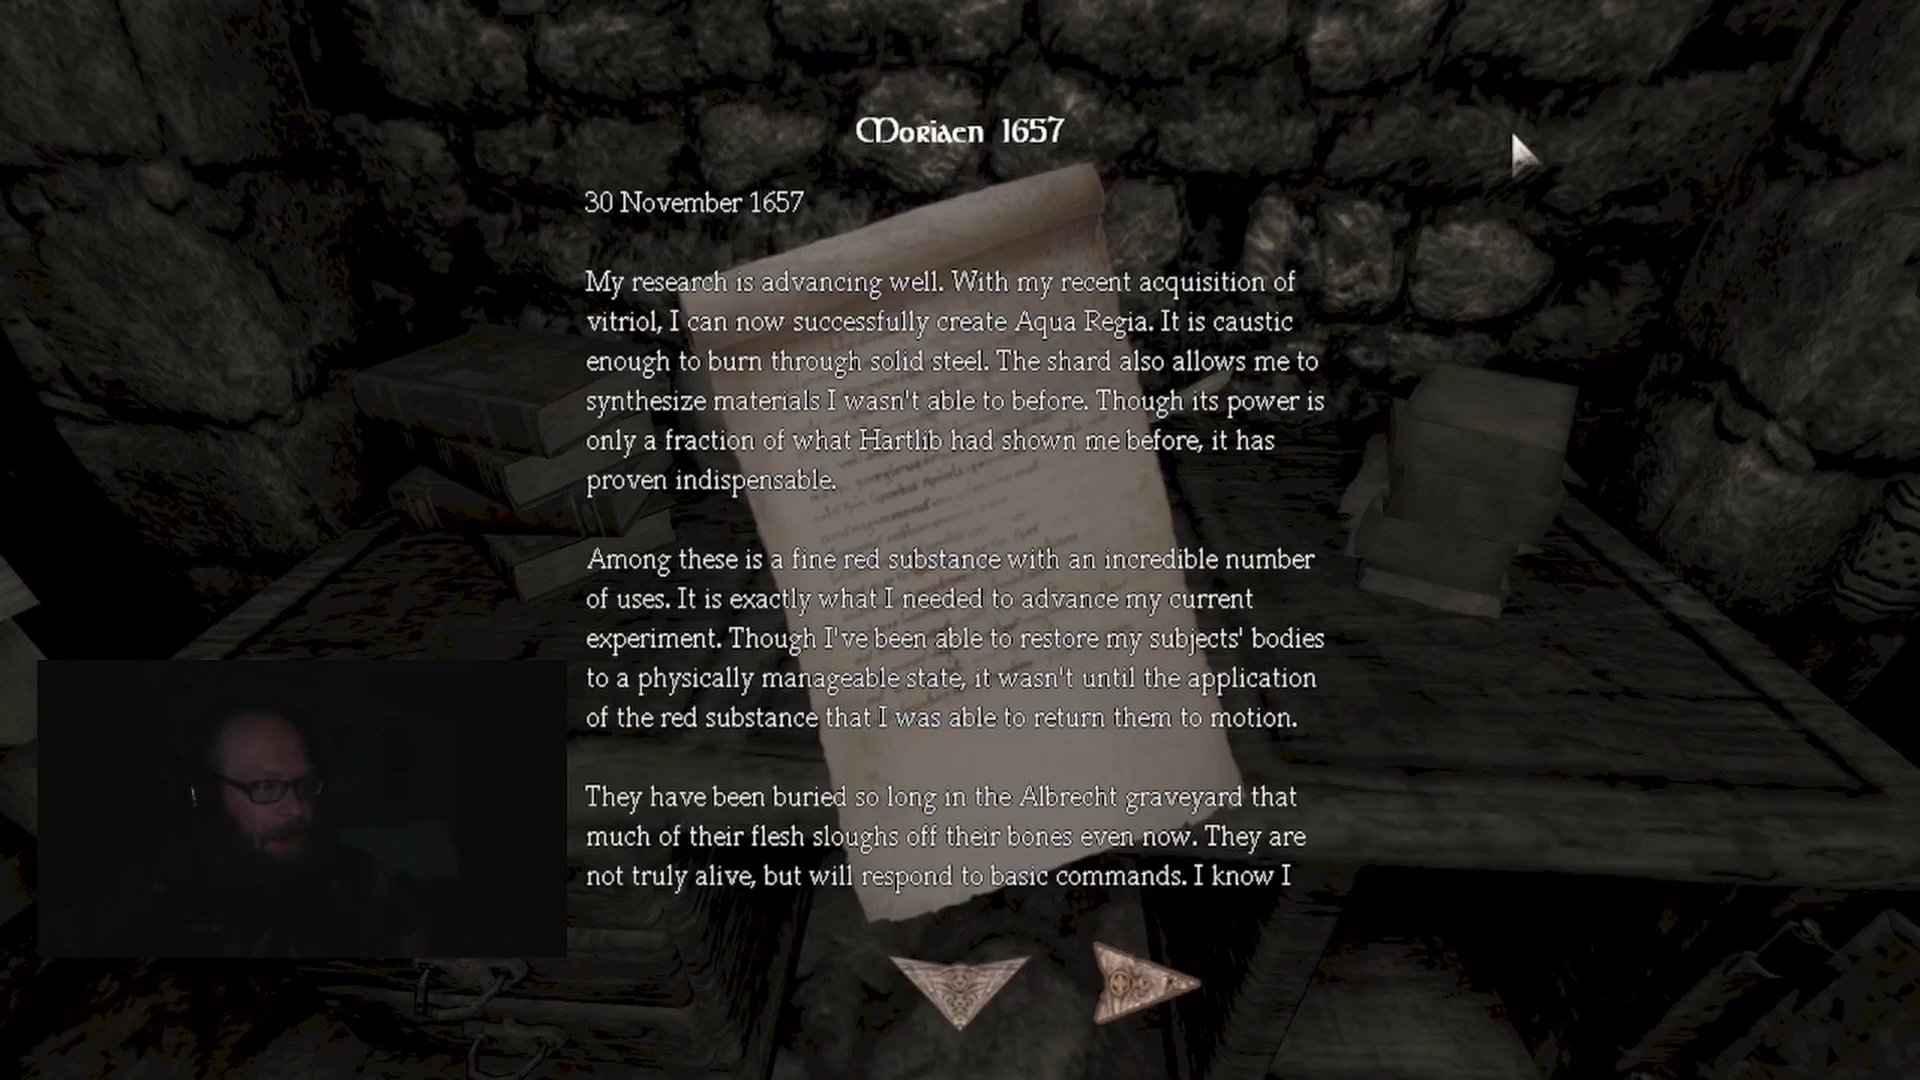 Moriaen 1657
30 November 1657
My research is advancing well. With my recent acquisition of
vitriol, I can now successfully create Aqua Regia. It is caustic
enough to burn through solid steel. The shard also allows me to
synthesize materials I wasn't able to before. Though its power is
only a fraction of what Hartlib had shown me before, it has
proven indispensable.
Among these is a fine red substance with an incredible number
of uses. It is exactly what I needed to advance my current
experiment. Though I've been able to restore my subjects' bodies
to a physically manageable state, it wasn't until the application
of the red substance that I was able to return them to motion.
They have been buried so long in the Albrecht graveyard that
much of their flesh sloughs off their bones even now. They are
not truly alive, but will respond to basic commands. I know I